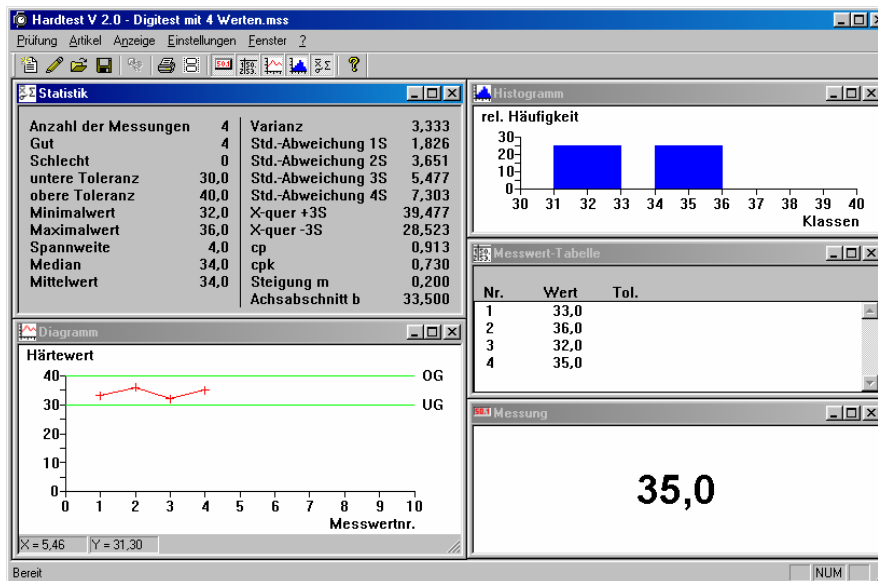 Hardtest V 2.0 - Digitest mit 4 Werten.mss
Prüfung Artikel Anzeige Einstellungen Fenster ?
Statistik
Anzahl der Messungen 4
Gut 4
Schlecht 0
untere Toleranz 30,0
obere Toleranz 40,0
Minimalwert 32,0
Maximalwert 36,0
Spannweite 4,0
Median 34,0
Mittelwert 34,0
Varianz 3,333
Std.-Abweichung 1S 1,826
Std.-Abweichung 2S 3,651
Std.-Abweichung 3S 5,477
Std.-Abweichung 4S 7,303
X-quer +3S 39,477
X-quer -3S 28,523
cp 0,913
cpk 0,730
Steigung m 0,200
Achsabschnitt b 33,500
Histogramm
rel. Häufigkeit
30
20
10
0
30 31 32 33 34 35 36 37 38 39 40
Klassen
Messwert-Tabelle
Nr. Wert Tol.
1 33,0
2 36,0
3 32,0
4 35,0
Diagramm
Härtewert
40 OG
30 UG
20
10
0
0 1 2 3 4 5 6 7 8 9 10
Messwertnr.
X = 5,46 Y = 31,30
50.1 Messung
35,0
Bereit NUM